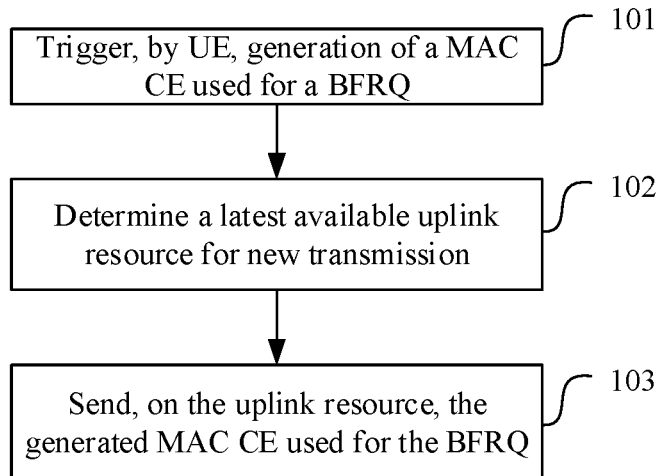 101
Trigger, by UE, generation of a MAC
CE used for a BFRQ
102
Determine a latest available uplink
resource for new transmission
103
Send, on the uplink resource, the
generated MAC CE used for the BFRQ